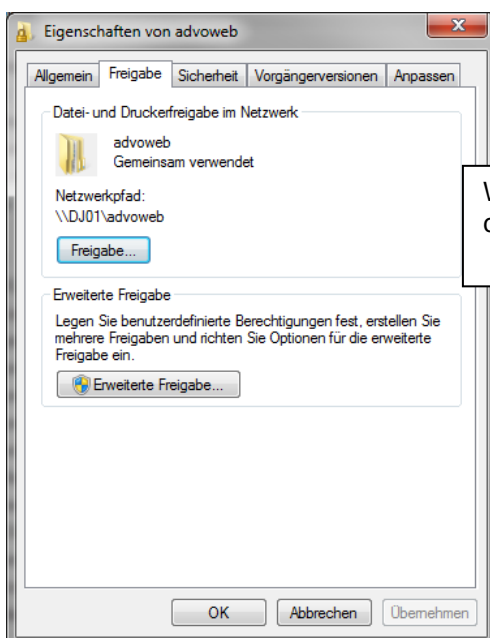 Eigenschaften von advoweb
Allgemein Freigabe Sicherheit Vorgängerversionen Anpassen
Datei- und Druckerfreigabe im Netzwerk
advoweb
Gemeinsam verwendet
Netzwerkpfad:
\\DJ01\advoweb
Freigabe...
Erweiterte Freigabe
Legen Sie benutzerdefinierte Berechtigungen fest, erstellen Sie
mehrere Freigaben und richten Sie Optionen für die erweiterte
Freigabe ein.
Erweiterte Freigabe...
OK Abbrechen Übernehmen